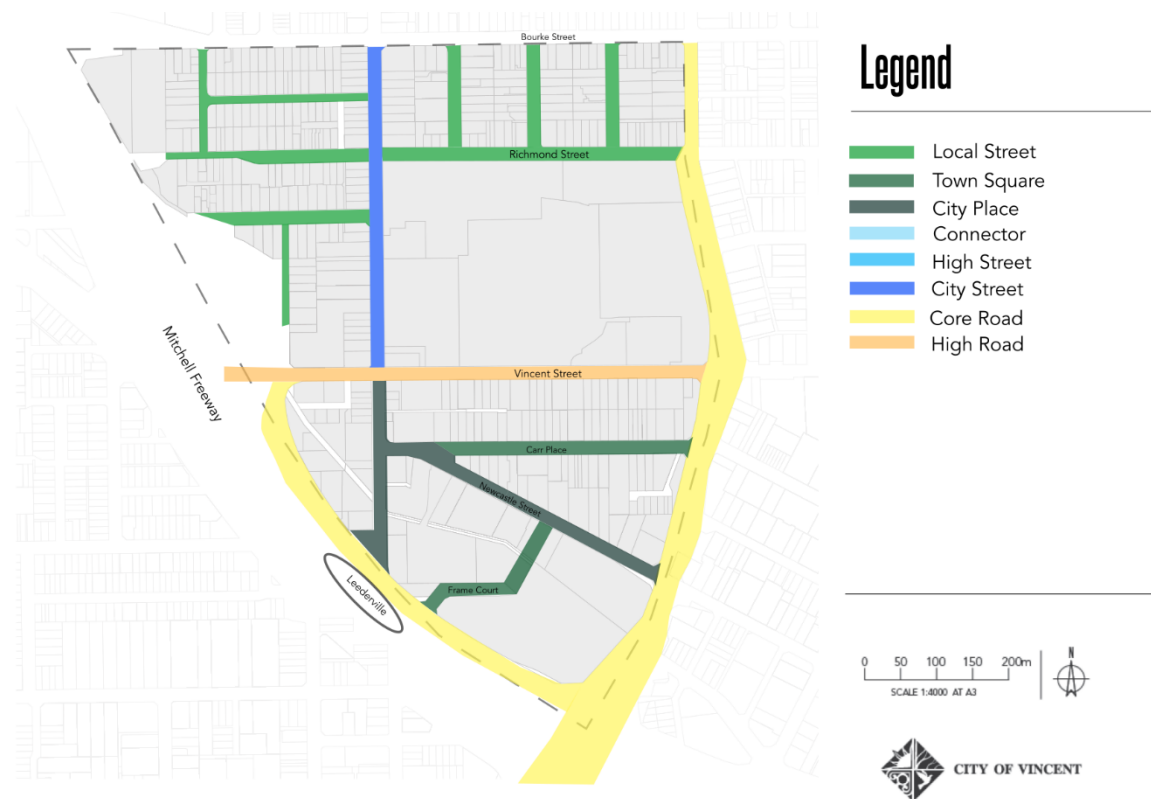 Bourke Street
Richmond Street
Mitchell Freeway
Vincent Street
Carr Place
Newcastle Street
Frame Court
Leederville
Legend
Local Street
Town Square
City Place
Connector
High Street
City Street
Core Road
High Road
0 50 100 150 200m
SCALE 1:4000 AT A3
N
CITY OF VINCENT